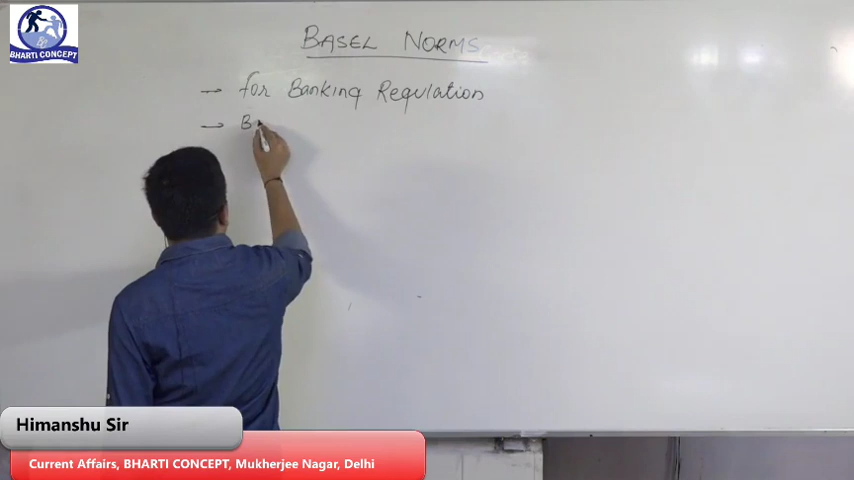 BHARTI CONCEPT
BASEL NORMS
→ for Banking Regulation
→ B
Himanshu Sir
Current Affairs, BHARTI CONCEPT, Mukherjee Nagar, Delhi